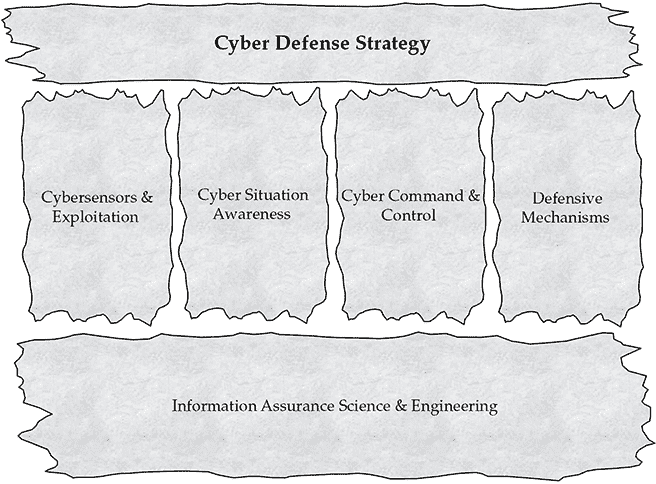 Cyber Defense Strategy
Cybersensors &
Exploitation
Cyber Situation
Awareness
Cyber Command &
Control
Defensive
Mechanisms
Information Assurance Science & Engineering